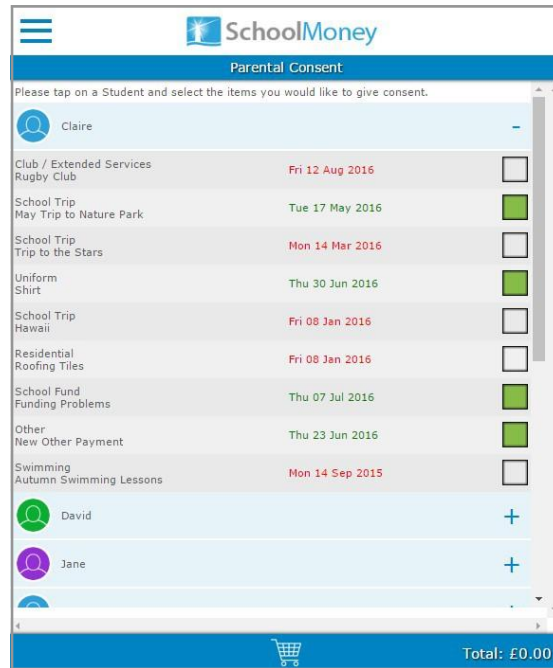 SchoolMoney
Parental Consent
Please tap on a Student and select the items you would like to give consent.
Claire
-
Club / Extended Services
Rugby Club
Fri 12 Aug 2016
School Trip
May Trip to Nature Park
Tue 17 May 2016
School Trip
Trip to the Stars
Mon 14 Mar 2016
Uniform
Shirt
Thu 30 Jun 2016
School Trip
Hawaii
Fri 08 Jan 2016
Residential
Roofing Tiles
Fri 08 Jan 2016
School Fund
Funding Problems
Thu 07 Jul 2016
Other
New Other Payment
Thu 23 Jun 2016
Swimming
Autumn Swimming Lessons
Mon 14 Sep 2015
David
+
Jane
+
Total: £0.00